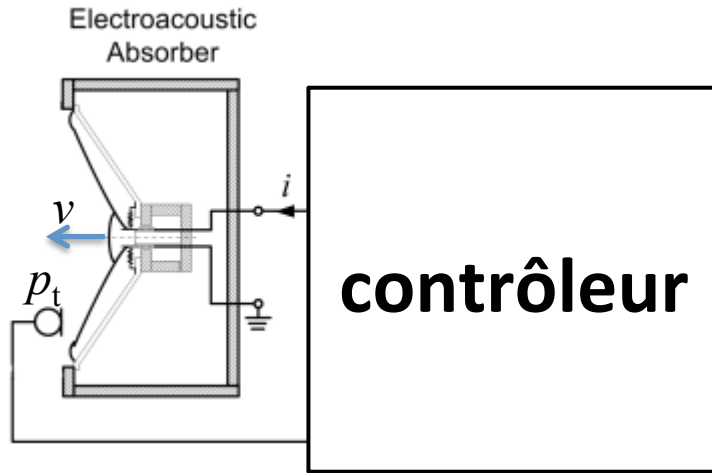 Electroacoustic
Absorber
i
v
contrôleur
pₜ